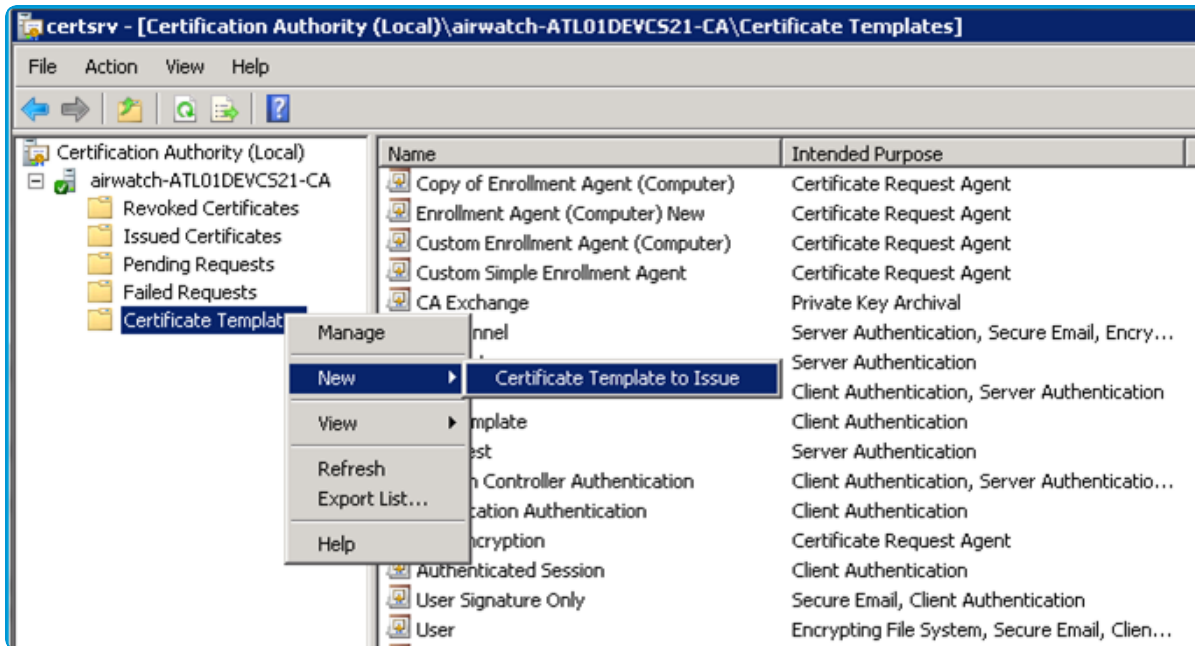 certsrv - [Certification Authority (Local)\airwatch-ATL01DEVCS21-CA\Certificate Templates]
File Action View Help
Certification Authority (Local)
airwatch-ATL01DEVCS21-CA
Revoked Certificates
Issued Certificates
Pending Requests
Failed Requests
Certificate Templat
Manage
New
View
Refresh
Export List...
Help
Certificate Template to Issue
Name Intended Purpose
Copy of Enrollment Agent (Computer) Certificate Request Agent
Enrollment Agent (Computer) New Certificate Request Agent
Custom Enrollment Agent (Computer) Certificate Request Agent
Custom Simple Enrollment Agent Certificate Request Agent
CA Exchange Private Key Archival
nnel Server Authentication, Secure Email, Encry...
Server Authentication
Client Authentication, Server Authentication
mplate Client Authentication
est Server Authentication
Controller Authentication Client Authentication, Server Authenticatio...
cation Authentication Client Authentication
ncryption Certificate Request Agent
Authenticated Session Client Authentication
User Signature Only Secure Email, Client Authentication
User Encrypting File System, Secure Email, Clien...